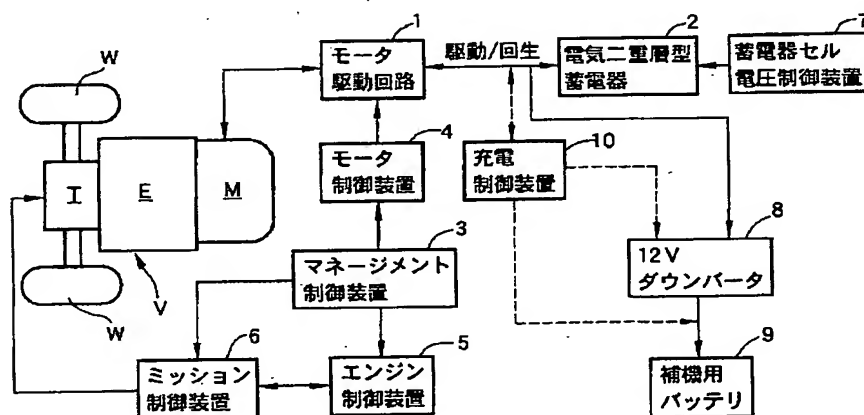 W
I
E
M
V
W
1
モータ
駆動回路
駆動/回生
2
電気二重層型
蓄電器
7
蓄電器セル
電圧制御装置
4
モータ
制御装置
10
充電
制御装置
3
マネージメント
制御装置
8
12V
ダウンバータ
6
ミッション
制御装置
5
エンジン
制御装置
9
補機用
バッテリ